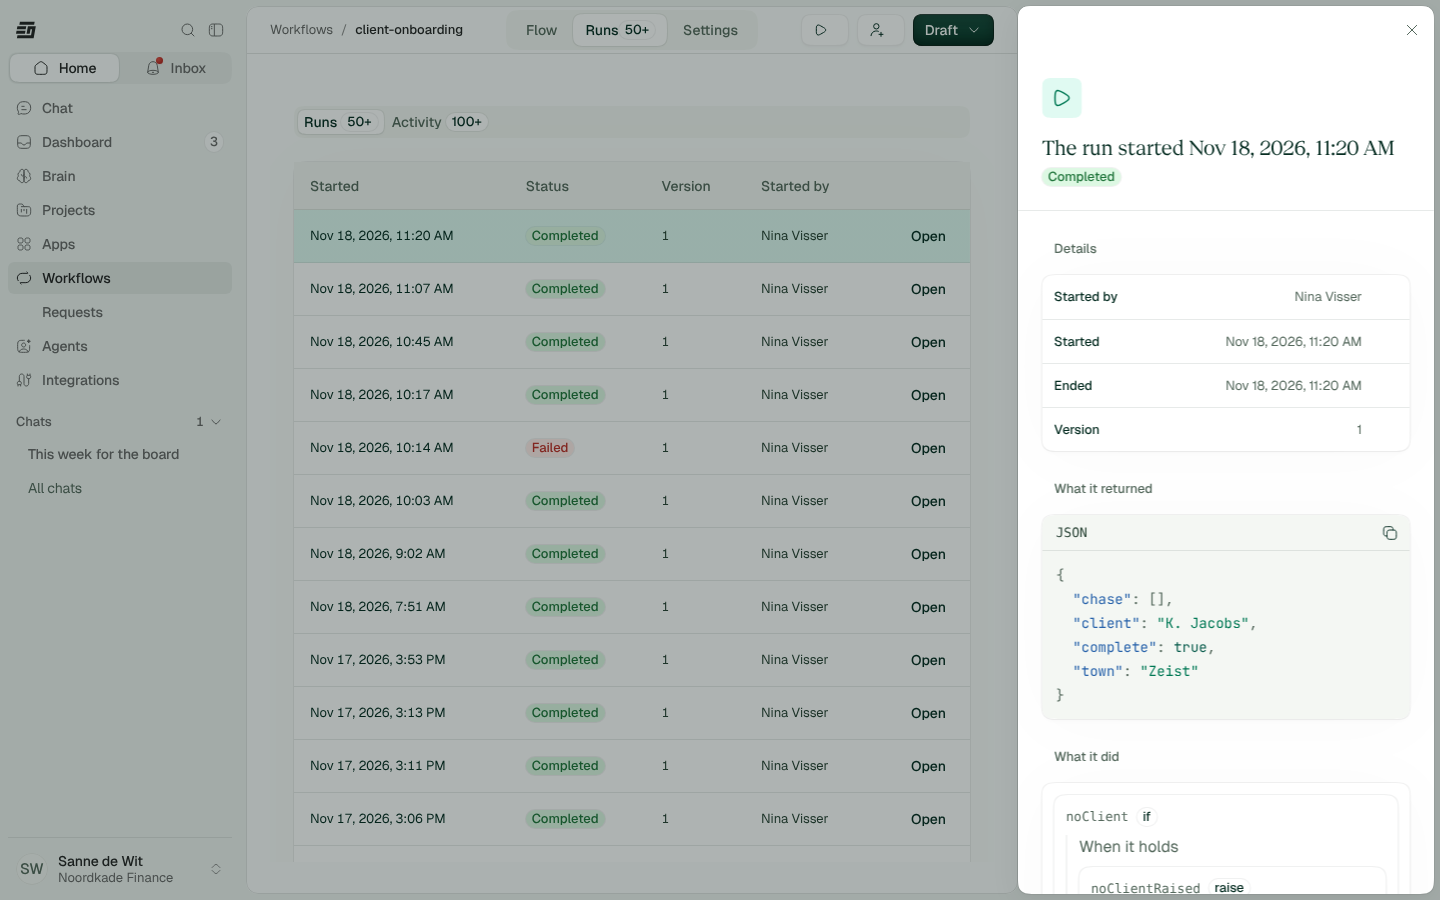 Home
Inbox
Chat
Dashboard 3
Brain
Projects
Apps
Workflows
Requests
Agents
Integrations
Chats 1
This week for the board
All chats
SW
Sanne de Wit
Noordkade Finance
Workflows / client-onboarding
Flow
Runs 50+
Settings
Draft
Runs 50+
Activity 100+
Started Status Version Started by
Nov 18, 2026, 11:20 AM Completed 1 Nina Visser Open
Nov 18, 2026, 11:07 AM Completed 1 Nina Visser Open
Nov 18, 2026, 10:45 AM Completed 1 Nina Visser Open
Nov 18, 2026, 10:17 AM Completed 1 Nina Visser Open
Nov 18, 2026, 10:14 AM Failed 1 Nina Visser Open
Nov 18, 2026, 10:03 AM Completed 1 Nina Visser Open
Nov 18, 2026, 9:02 AM Completed 1 Nina Visser Open
Nov 18, 2026, 7:51 AM Completed 1 Nina Visser Open
Nov 17, 2026, 3:53 PM Completed 1 Nina Visser Open
Nov 17, 2026, 3:13 PM Completed 1 Nina Visser Open
Nov 17, 2026, 3:11 PM Completed 1 Nina Visser Open
Nov 17, 2026, 3:06 PM Completed 1 Nina Visser Open
The run started Nov 18, 2026, 11:20 AM
Completed
Details
Started by Nina Visser
Started Nov 18, 2026, 11:20 AM
Ended Nov 18, 2026, 11:20 AM
Version 1
What it returned
JSON
{
"chase": [],
"client": "K. Jacobs",
"complete": true,
"town": "Zeist"
}
What it did
noClient if
When it holds
noClientRaised raise